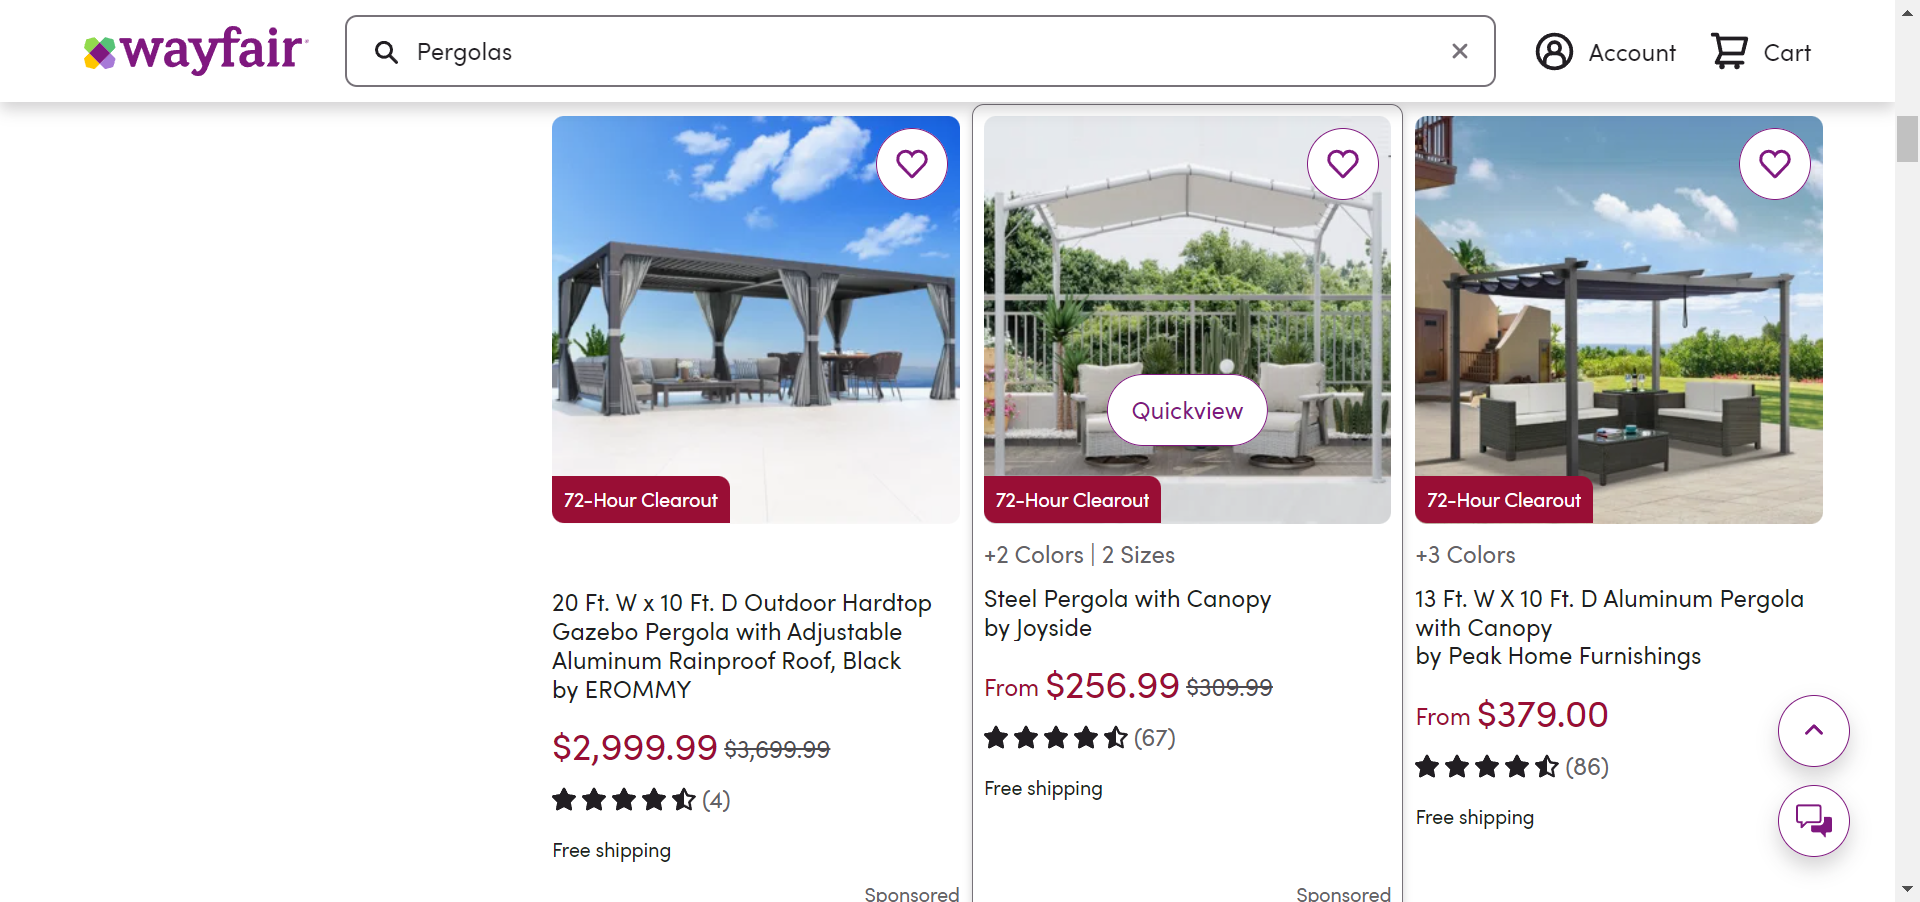 wayfair
Pergolas
Account
Cart
72-Hour Clearout
20 Ft. W x 10 Ft. D Outdoor Hardtop
Gazebo Pergola with Adjustable
Aluminum Rainproof Roof, Black
by EROMMY
$2,999.99 $3,699.99
(4)
Free shipping
Sponsored
Quickview
72-Hour Clearout
+2 Colors | 2 Sizes
Steel Pergola with Canopy
by Joyside
From $256.99 $309.99
(67)
Free shipping
Sponsored
72-Hour Clearout
+3 Colors
13 Ft. W X 10 Ft. D Aluminum Pergola
with Canopy
by Peak Home Furnishings
From $379.00
(86)
Free shipping